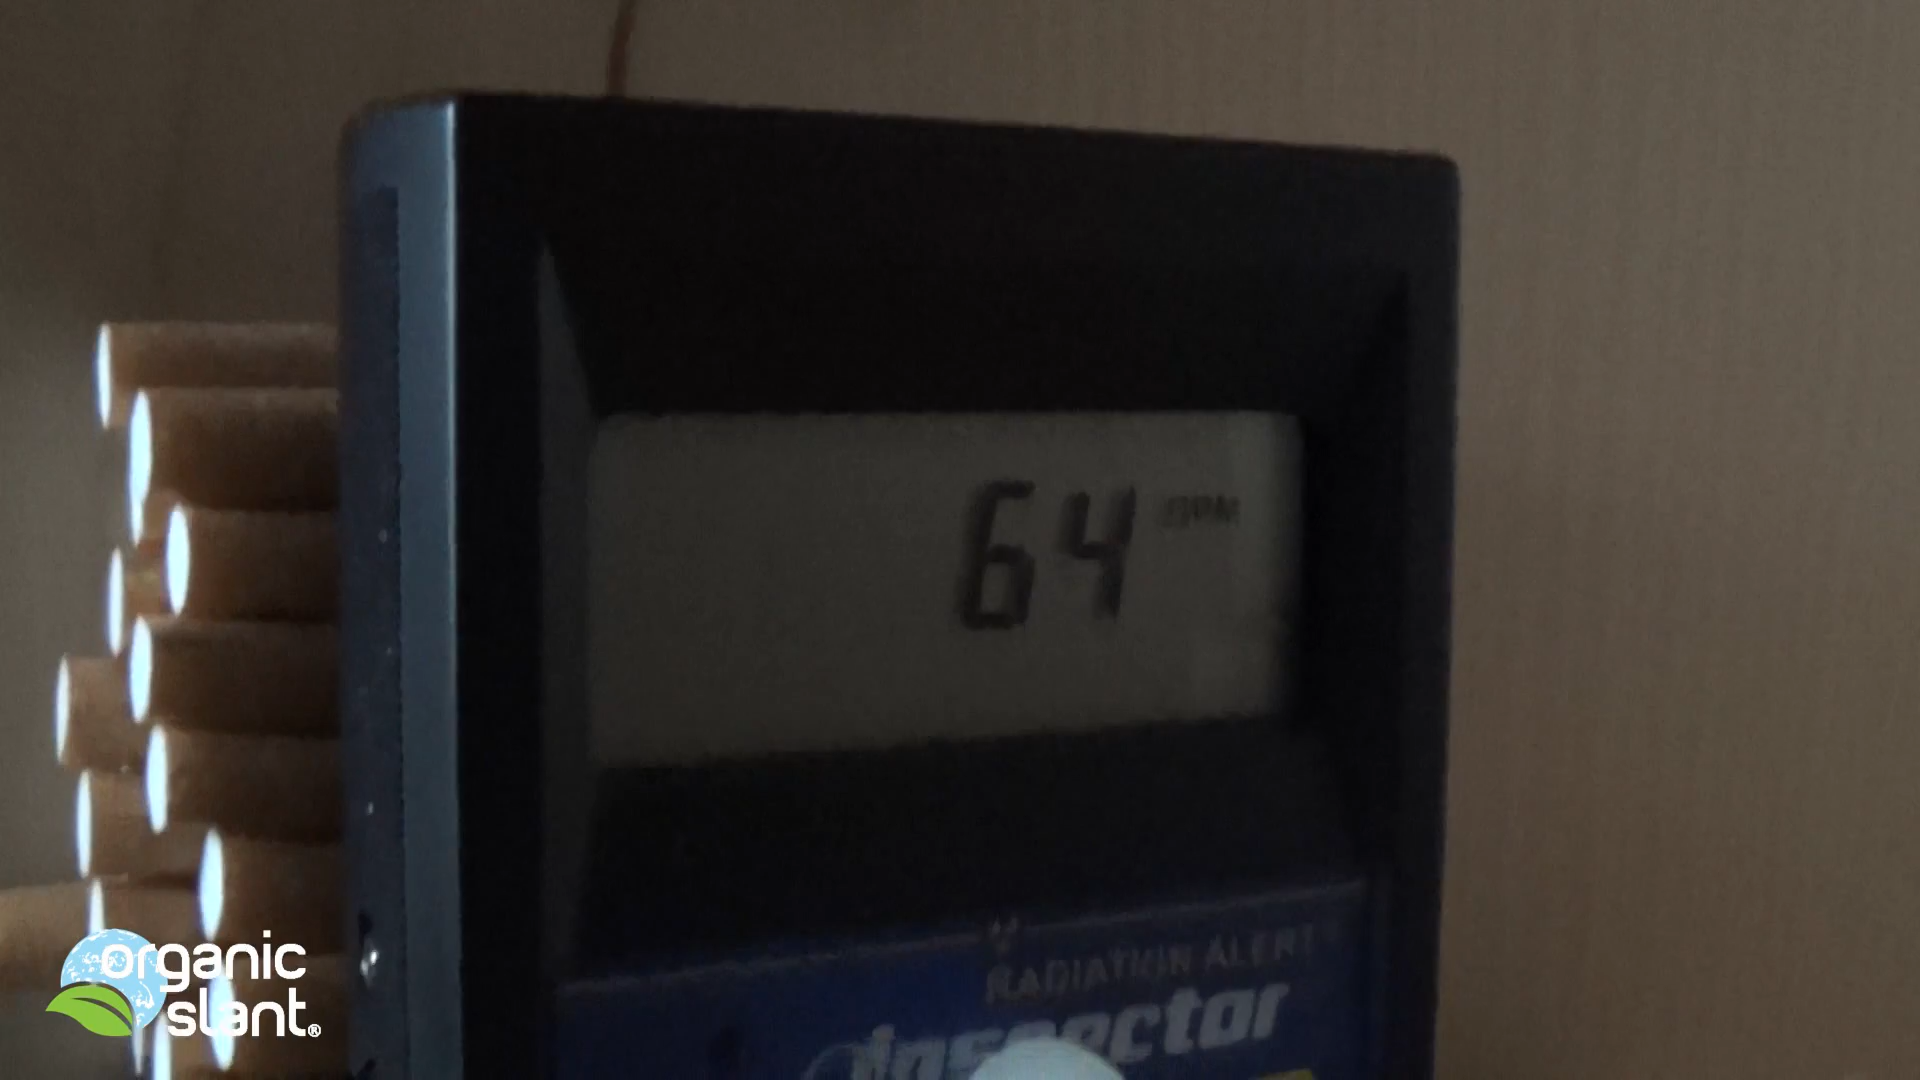 64 CPM
RADIATION ALERT
Inspector
organic
slant®